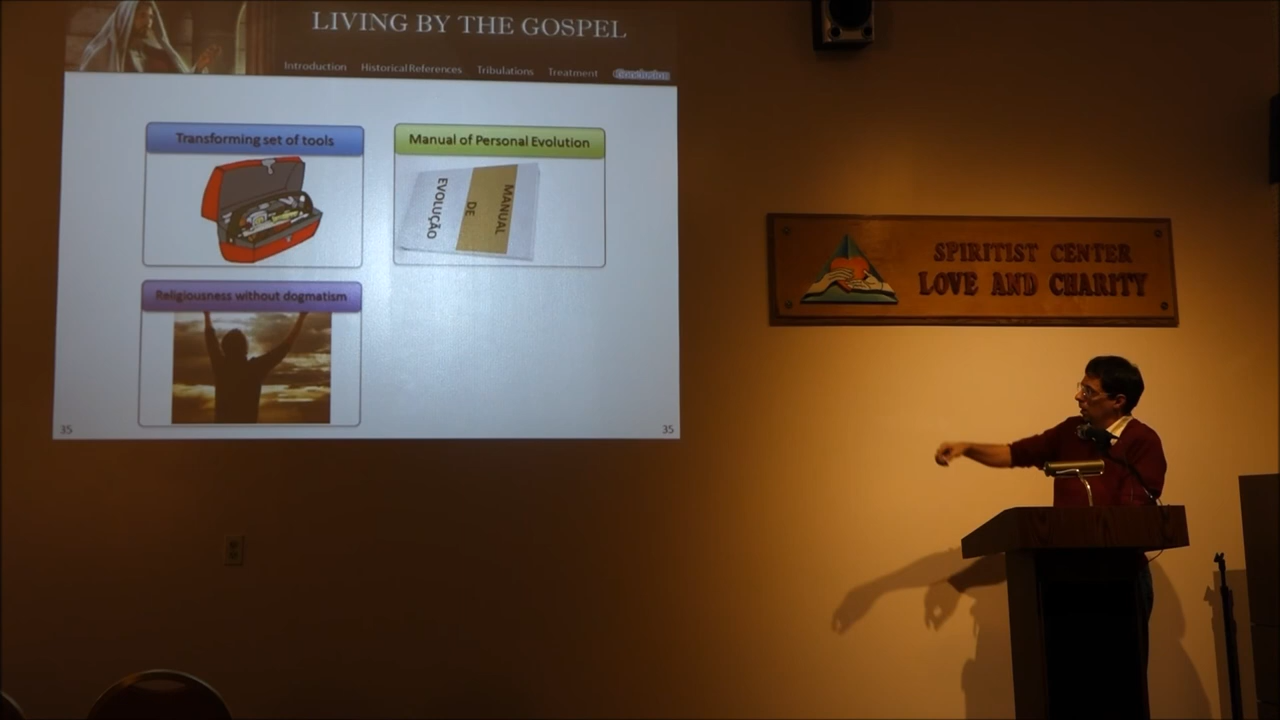 LIVING BY THE GOSPEL
Introduction Historical References Tribulations Treatment Conclusion
Transforming set of tools
Manual of Personal Evolution
MANUAL
DE
EVOLUÇÃO
Religiousness without dogmatism
35
35
SPIRITIST CENTER
LOVE AND CHARITY